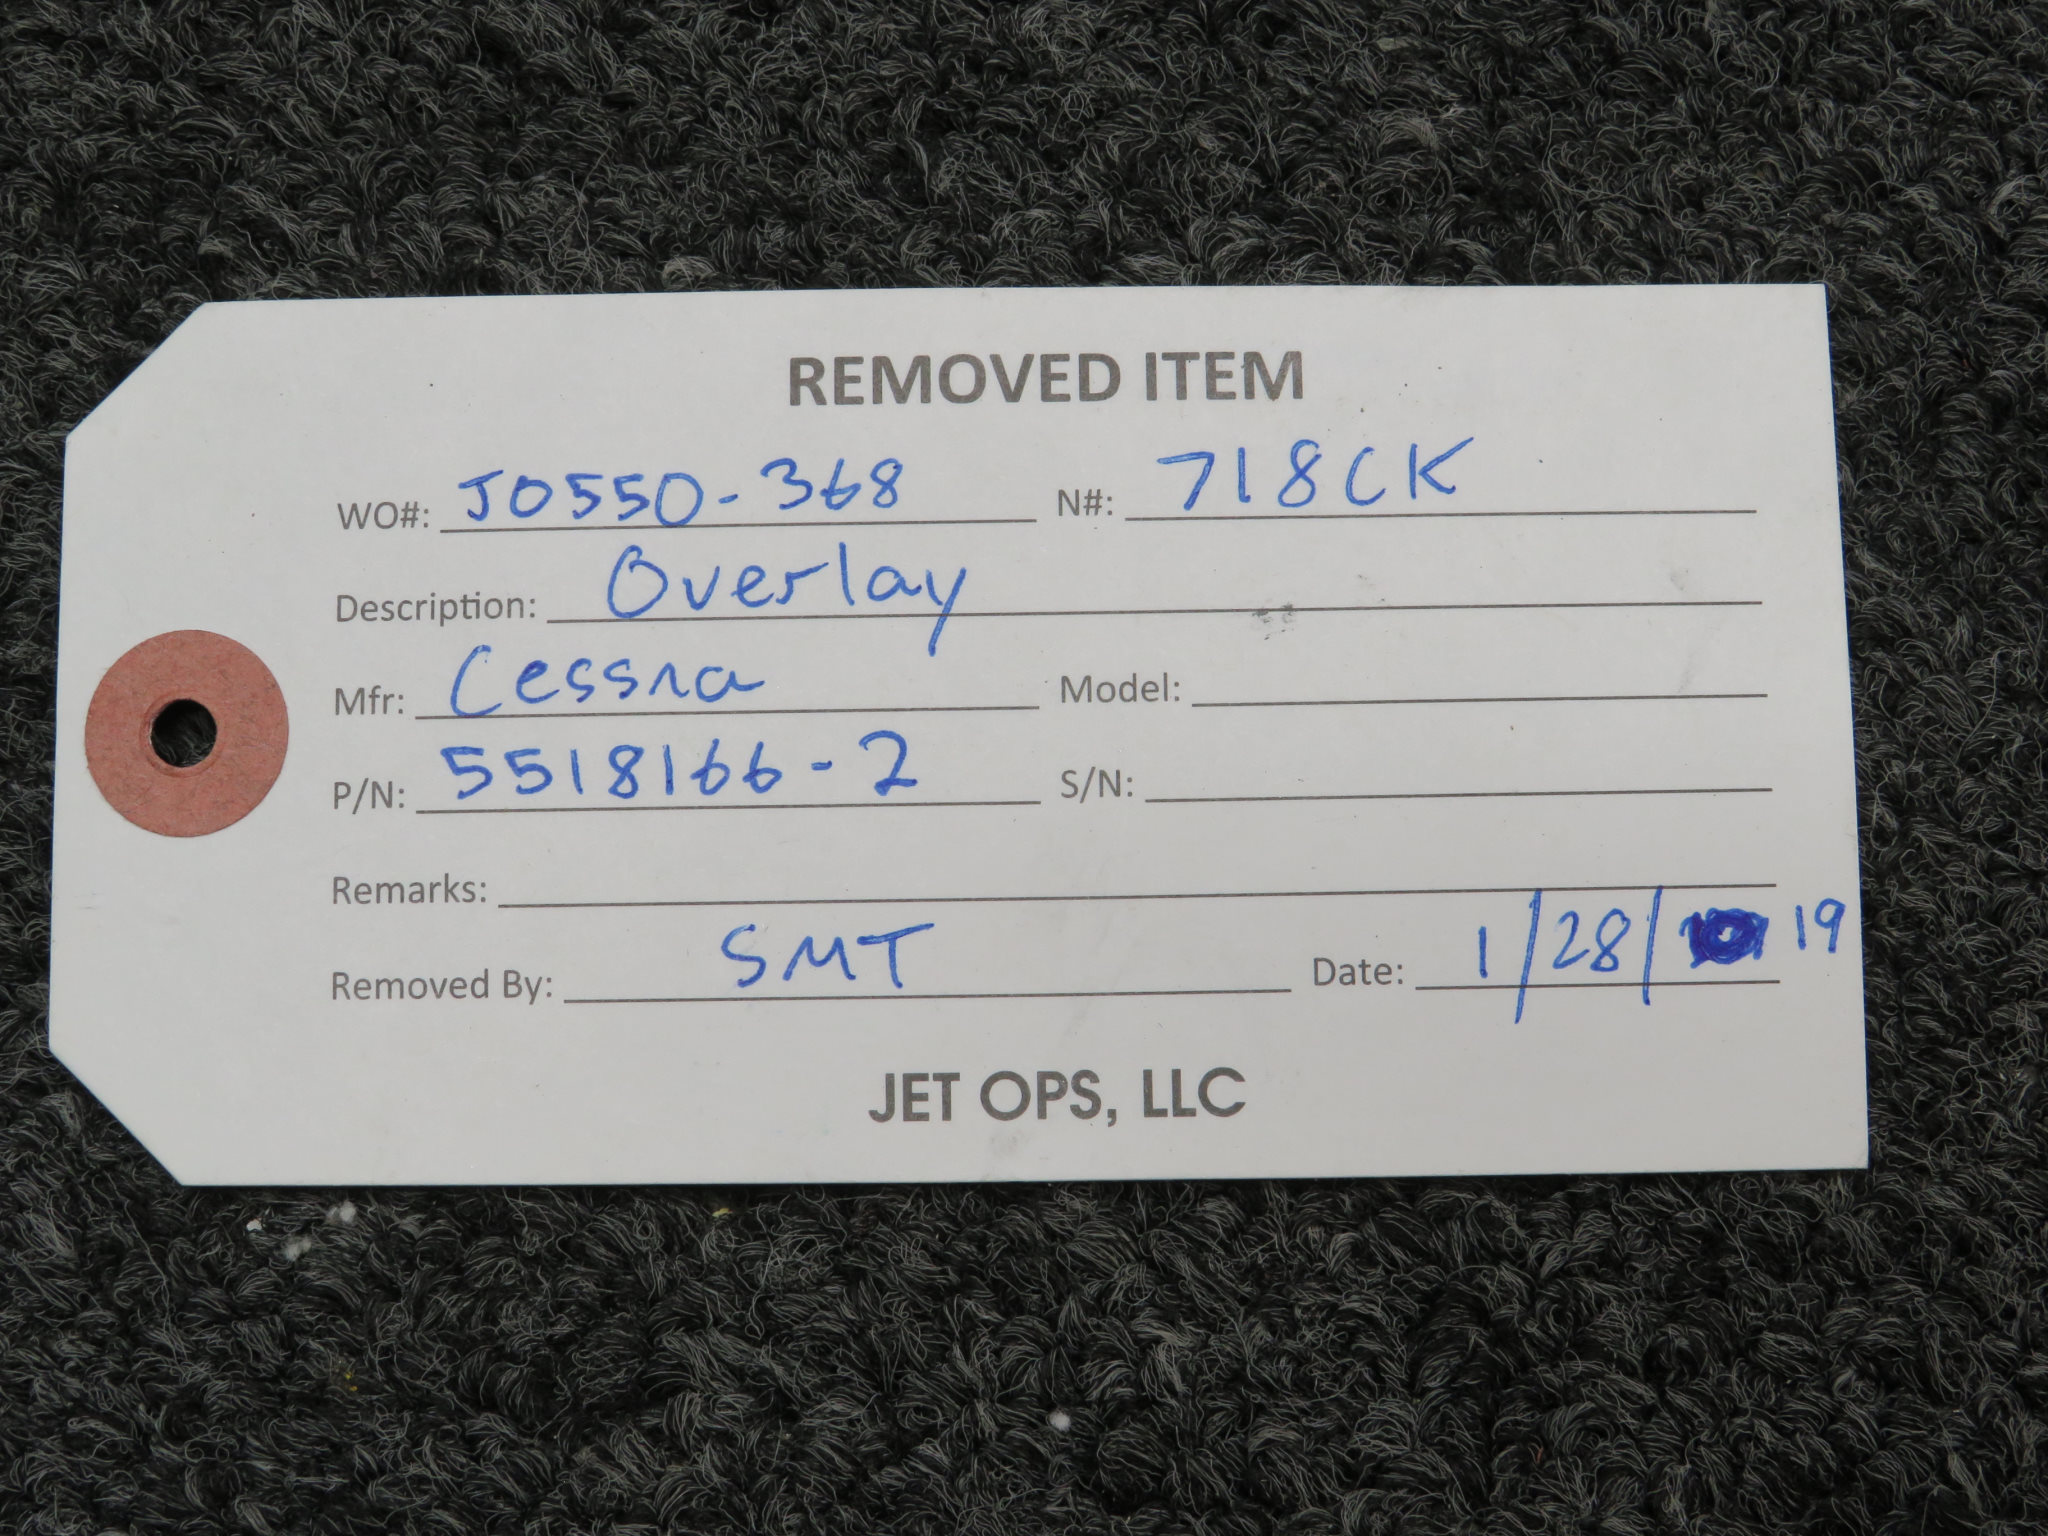 REMOVED ITEM
WO#: JO550-368 N#: 718CK
Description: Overlay
Mfr: Cessna Model:
P/N: 5518166-2 S/N:
Remarks:
Removed By: SMT Date: 1/28/ 19
JET OPS, LLC